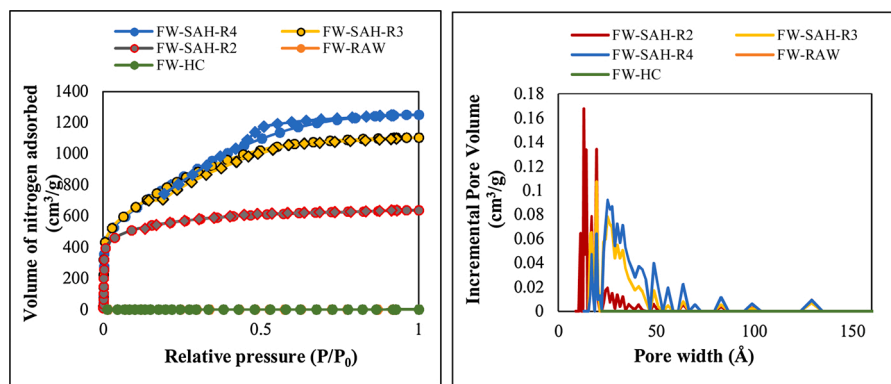 FW-SAH-R4 FW-SAH-R3
FW-SAH-R2 FW-RAW
FW-HC
Volume of nitrogen adsorbed
(cm³/g)
1400
1200
1000
800
600
400
200
0
0 0.5 1
Relative pressure (P/P₀)
FW-SAH-R2 FW-SAH-R3
FW-SAH-R4 FW-RAW
FW-HC
Incremental Pore Volume
(cm³/g)
0.18
0.16
0.14
0.12
0.1
0.08
0.06
0.04
0.02
0
0 50 100 150
Pore width (Å)